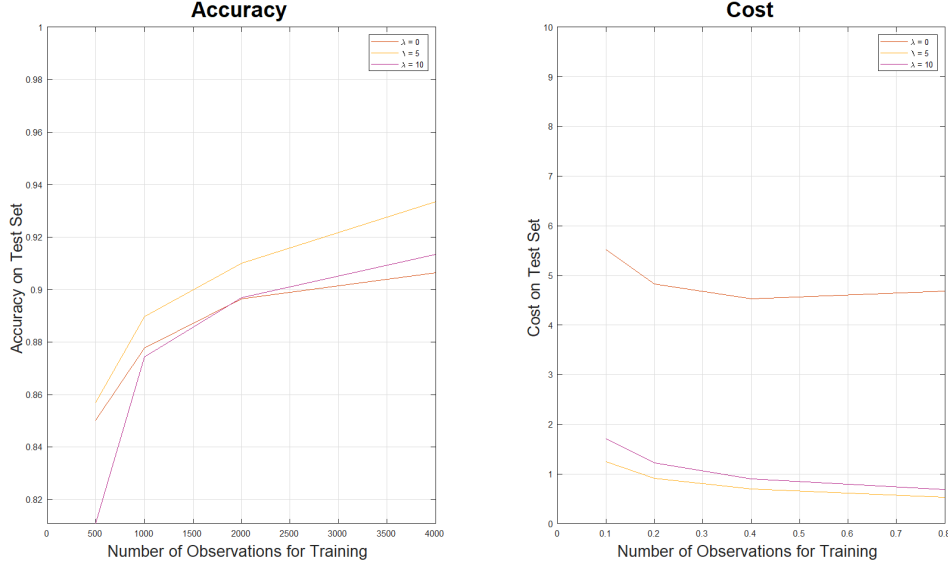 Accuracy
1
0.98
0.96
0.94
0.92
0.9
0.88
0.86
0.84
0.82
Accuracy on Test Set
λ = 0
λ = 5
λ = 10
0 500 1000 1500 2000 2500 3000 3500 4000
Number of Observations for Training
Cost
10
9
8
7
6
5
4
3
2
1
0
Cost on Test Set
λ = 0
λ = 5
λ = 10
0 0.1 0.2 0.3 0.4 0.5 0.6 0.7 0.8
Number of Observations for Training